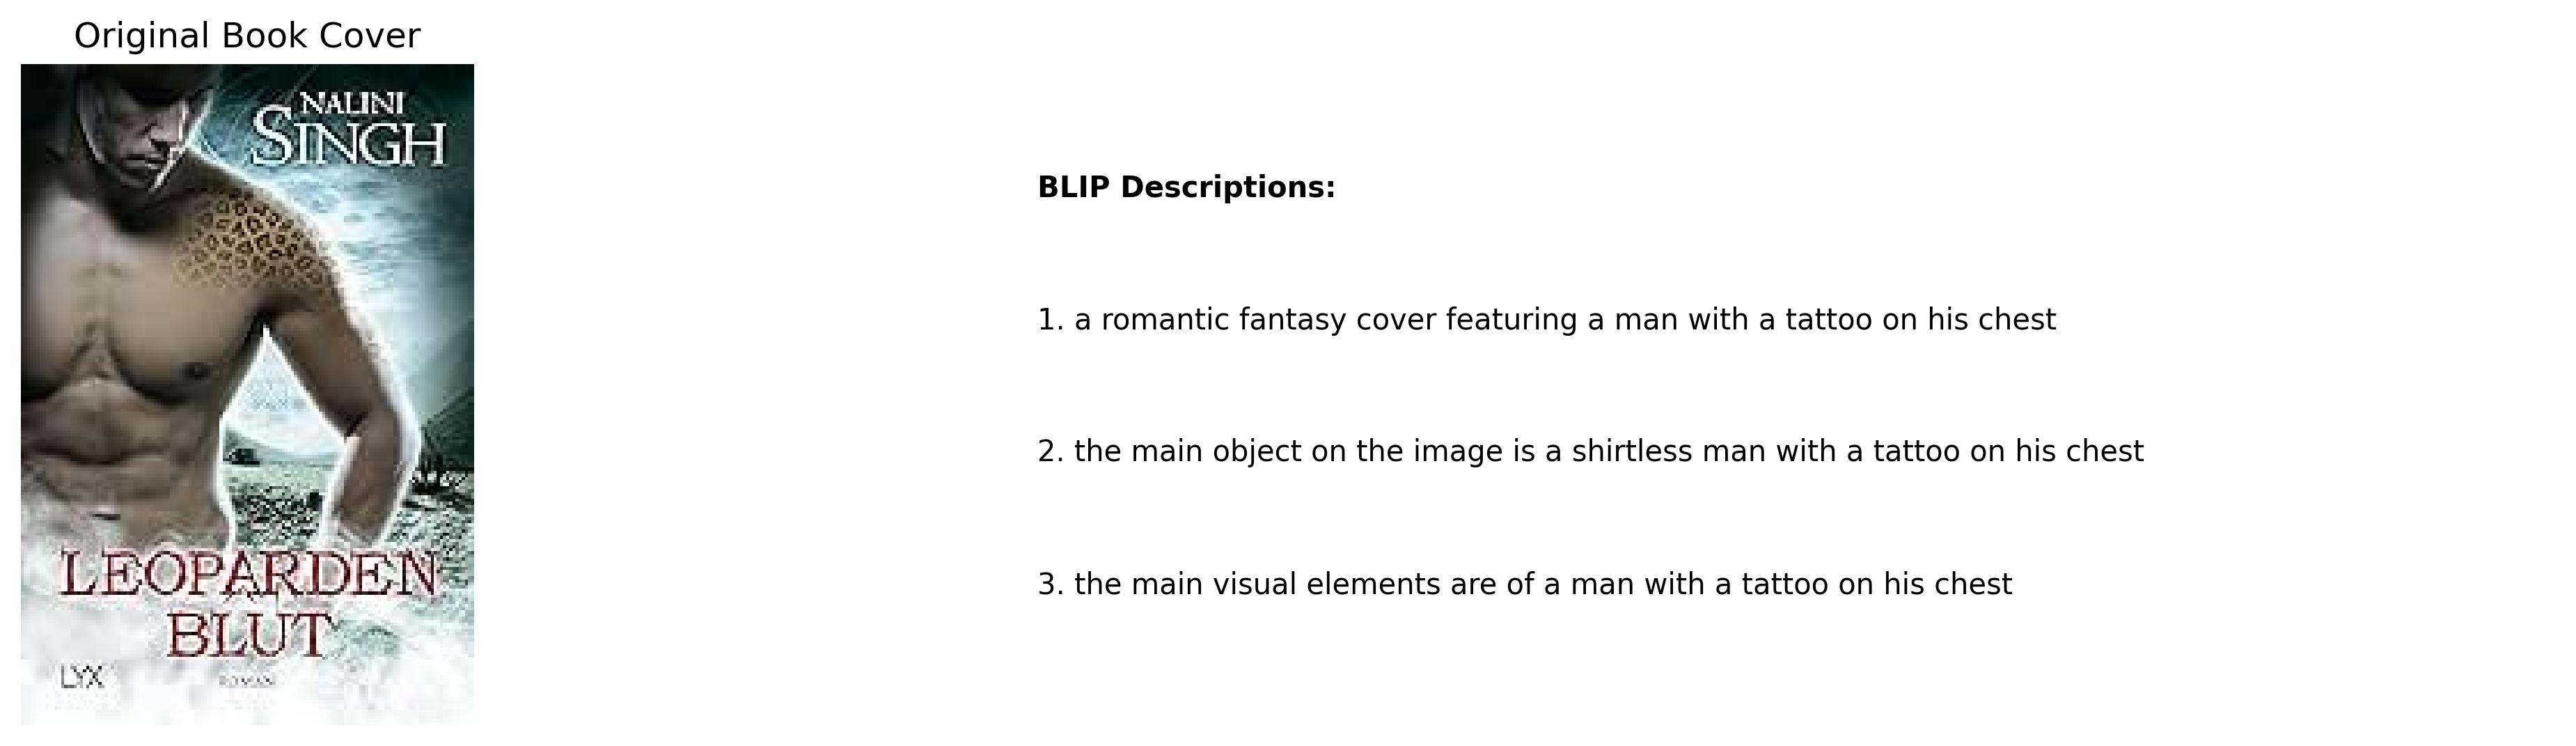 Original Book Cover
NALINI
SINGH
LEOPARDEN
BLUT
LYX
ROMAN
BLIP Descriptions:
1. a romantic fantasy cover featuring a man with a tattoo on his chest
2. the main object on the image is a shirtless man with a tattoo on his chest
3. the main visual elements are of a man with a tattoo on his chest